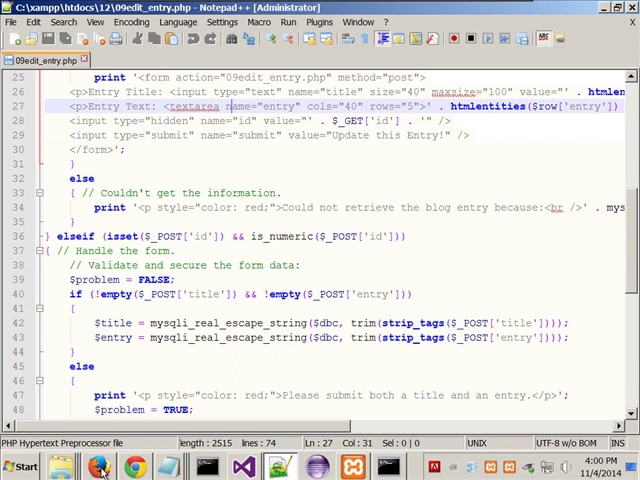 C:\xampp\htdocs\12\09edit_entry.php - Notepad++ [Administrator]
File Edit Search View Encoding Language Settings Macro Run Plugins Window ? X
09edit_entry.php
25 print '<form action="09edit_entry.php" method="post">
26 <p>Entry Title: <input type="text" name="title" size="40" maxsize="100" value="' . htmlen
27 <p>Entry Text: <textarea name="entry" cols="40" rows="5">' . htmlentities($row['entry'])
28 <input type="hidden" name="id" value="' . $_GET['id'] . '" />
29 <input type="submit" name="submit" value="Update this Entry!" />
30 </form>';
31 }
32 else
33 { // Couldn't get the information.
34 print '<p style="color: red;">Could not retrieve the blog entry because:<br />' . mys
35 }
36 } elseif (isset($_POST['id']) && is_numeric($_POST['id']))
37 { // Handle the form.
38 // Validate and secure the form data:
39 $problem = FALSE;
40 if (!empty($_POST['title']) && !empty($_POST['entry']))
41 {
42 $title = mysqli_real_escape_string($dbc, trim(strip_tags($_POST['title'])));
43 $entry = mysqli_real_escape_string($dbc, trim(strip_tags($_POST['entry'])));
44 }
45 else
46 {
47 print '<p style="color: red;">Please submit both a title and an entry.</p>';
48 $problem = TRUE;
PHP Hypertext Preprocessor file length : 2515 lines : 74 Ln : 27 Col : 31 Sel : 0 | 0 UNIX UTF-8 w/o BOM INS
Start
4:00 PM
11/4/2014